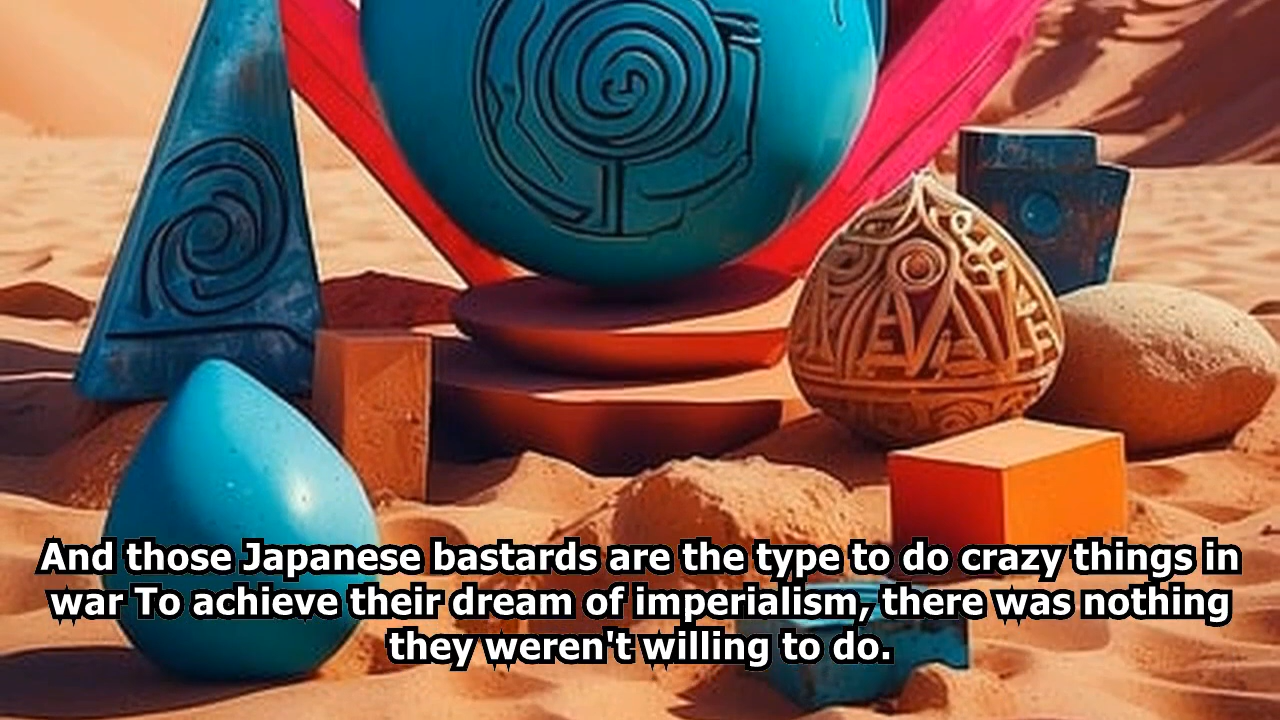 And those Japanese bastards are the type to do crazy things in
war To achieve their dream of imperialism, there was nothing
they weren't willing to do.